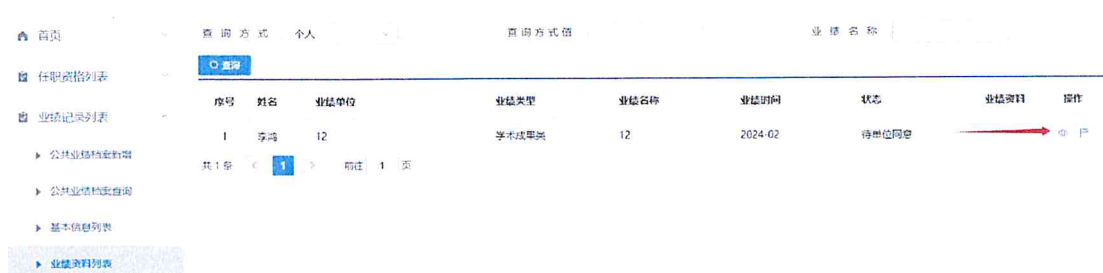 首页
任职资格列表
业绩记录列表
公共业绩档案新增
公共业绩档案查询
基本信息列表
业绩资料列表
查询方式 个人 查询方式值 业绩名称
查询
序号 姓名 业绩单位 业绩类型 业绩名称 业绩时间 状态 业绩资料 操作
1 李鸿 12 学术成果类 12 2024-02 待单位同意
共1条 < 1 > 前往 1 页